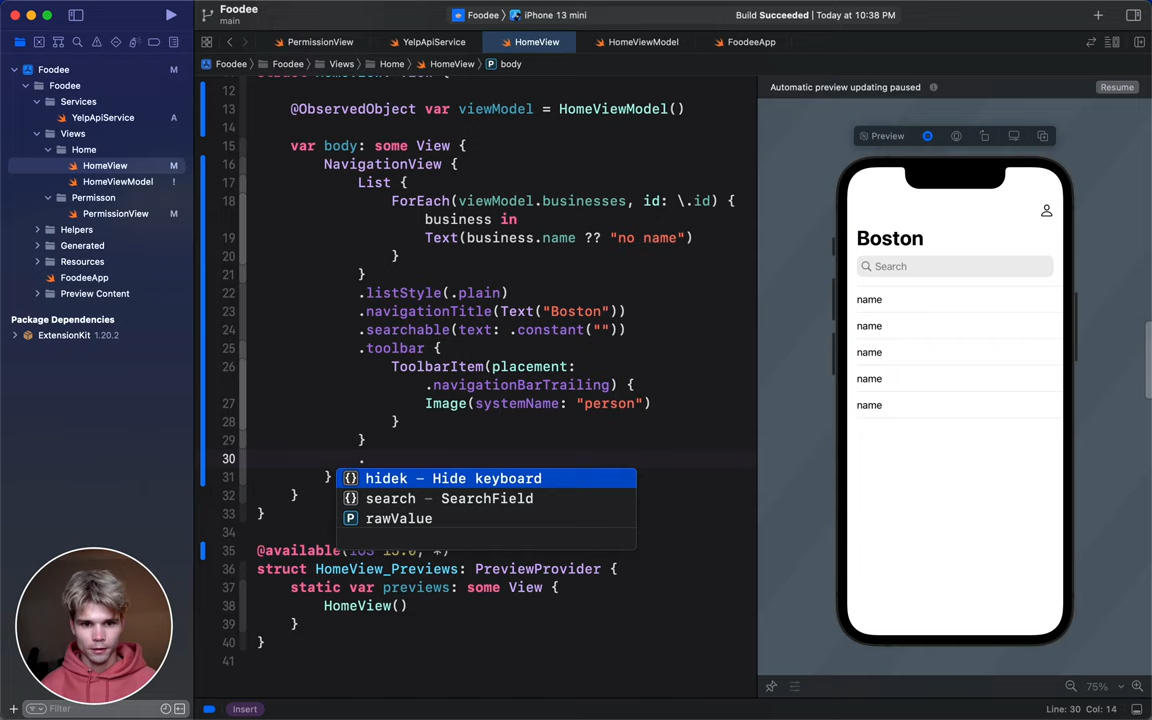 Foodee
main
Foodee
iPhone 13 mini
Build Succeeded | Today at 10:38 PM
PermissionView
YelpApiService
HomeView
HomeViewModel
FoodeeApp
Foodee
Foodee
Views
Home
HomeView
body
Foodee M
Foodee
Services
YelpApiService A
Views
Home
HomeView M
HomeViewModel !
Permisson
PermissionView M
Helpers
Generated
Resources
FoodeeApp
Preview Content
Package Dependencies
ExtensionKit 1.20.2
Filter
12
13 @ObservedObject var viewModel = HomeViewModel()
14
15 var body: some View {
16 NavigationView {
17 List {
18 ForEach(viewModel.businesses, id: \.id) {
business in
19 Text(business.name ?? "no name")
20 }
21 }
22 .listStyle(.plain)
23 .navigationTitle(Text("Boston"))
24 .searchable(text: .constant(""))
25 .toolbar {
26 ToolbarItem(placement:
.navigationBarTrailing) {
27 Image(systemName: "person")
28 }
29 }
30 .
31 }
32 }
33 }
34
35 @available(iOS 15.0, *)
36 struct HomeView_Previews: PreviewProvider {
37 static var previews: some View {
38 HomeView()
39 }
40 }
41
hidek – Hide keyboard
search – SearchField
P rawValue
Insert
Automatic preview updating paused
Resume
Preview
Boston
Search
name
name
name
name
name
75%
Line: 30 Col: 14